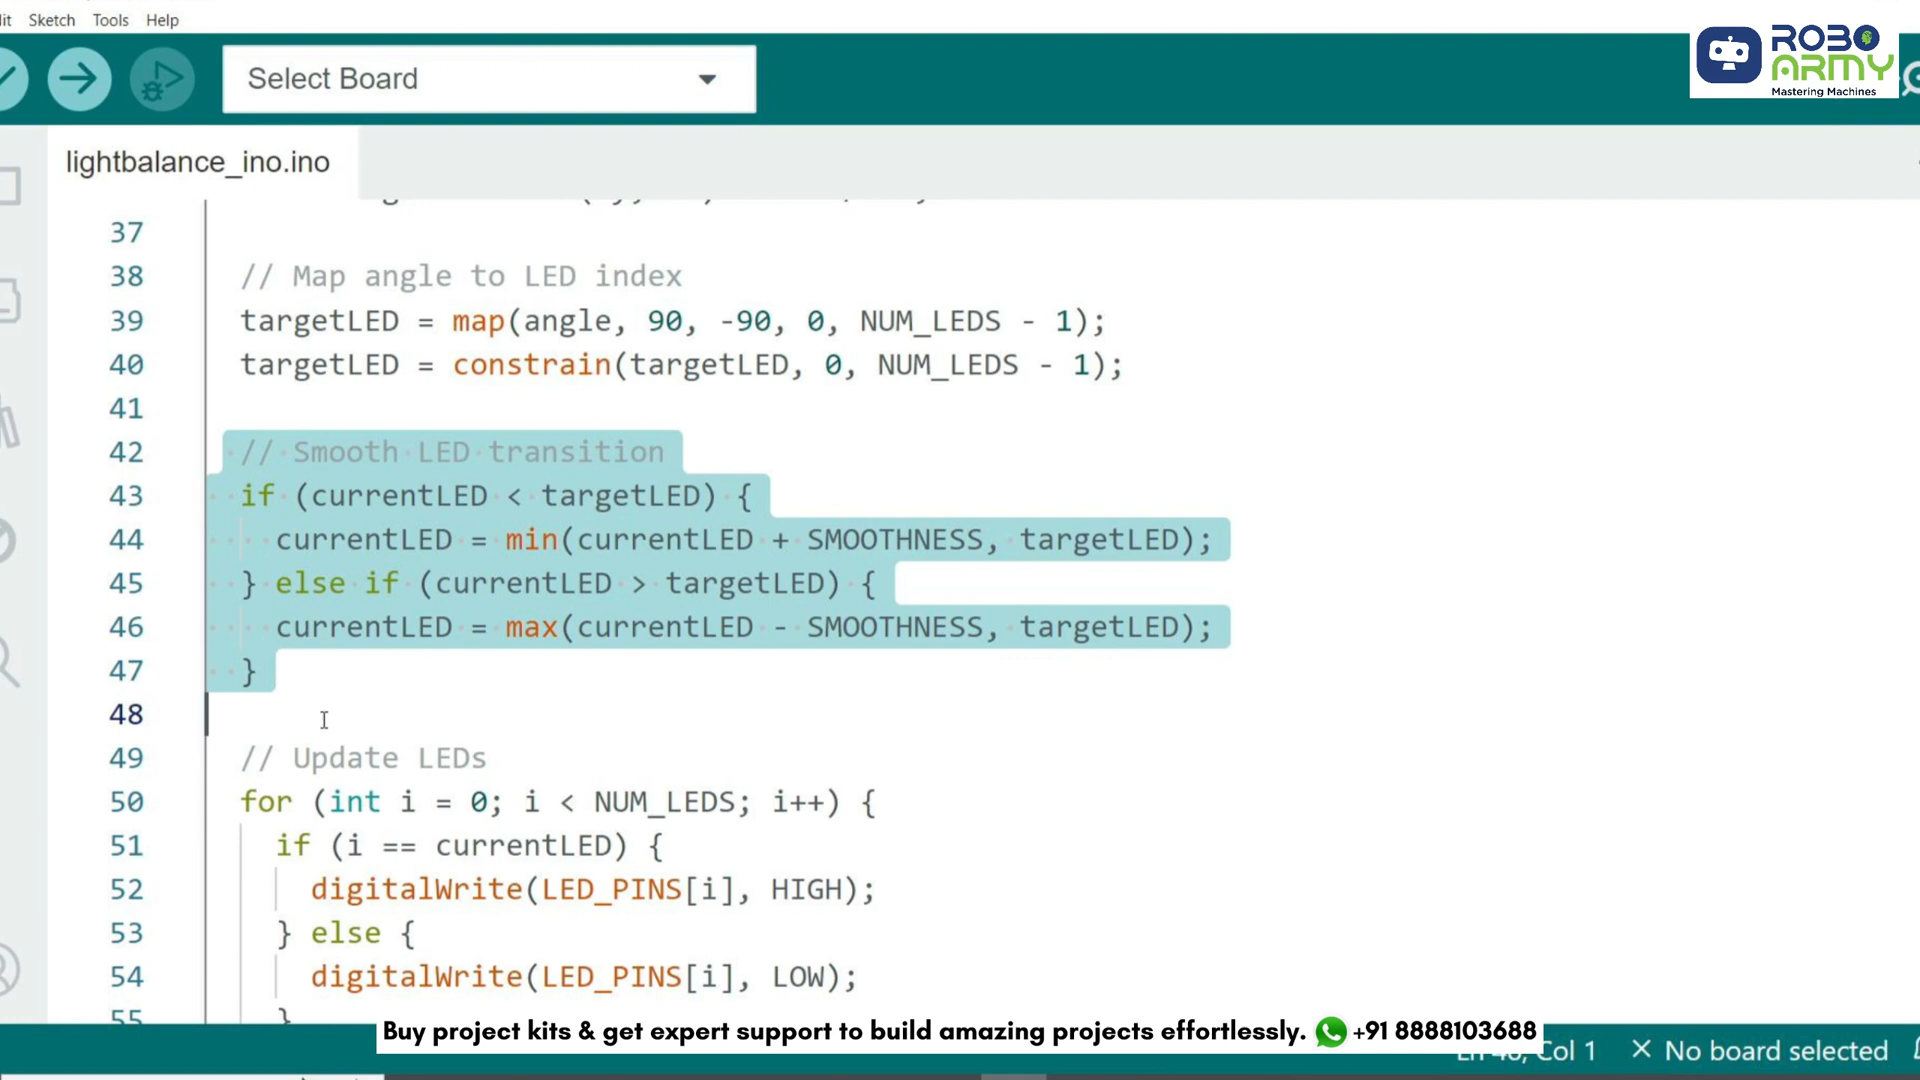 Sketch Tools Help
ROBO
ARMY
Mastering Machines
Select Board
lightbalance_ino.ino
37
38 // Map angle to LED index
39 targetLED = map(angle, 90, -90, 0, NUM_LEDS - 1);
40 targetLED = constrain(targetLED, 0, NUM_LEDS - 1);
41
42 // Smooth LED transition
43 if (currentLED < targetLED) {
44 currentLED = min(currentLED + SMOOTHNESS, targetLED);
45 } else if (currentLED > targetLED) {
46 currentLED = max(currentLED - SMOOTHNESS, targetLED);
47 }
48
49 // Update LEDs
50 for (int i = 0; i < NUM_LEDS; i++) {
51 if (i == currentLED) {
52 digitalWrite(LED_PINS[i], HIGH);
53 } else {
54 digitalWrite(LED_PINS[i], LOW);
55 }
Buy project kits & get expert support to build amazing projects effortlessly. +91 8888103688
Ln 48, Col 1 No board selected